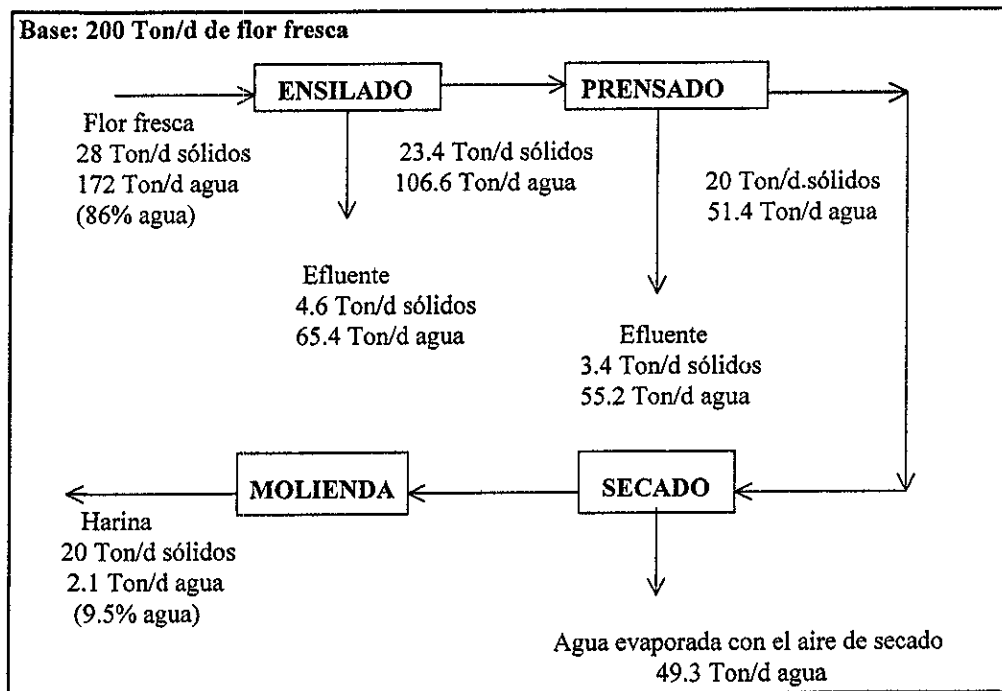 Base: 200 Ton/d de flor fresca
ENSILADO
PRENSADO
Flor fresca
28 Ton/d sólidos
172 Ton/d agua
(86% agua)
23.4 Ton/d sólidos
106.6 Ton/d agua
20 Ton/d.sólidos
51.4 Ton/d agua
Efluente
4.6 Ton/d sólidos
65.4 Ton/d agua
Efluente
3.4 Ton/d sólidos
55.2 Ton/d agua
MOLIENDA
SECADO
Harina
20 Ton/d sólidos
2.1 Ton/d agua
(9.5% agua)
Agua evaporada con el aire de secado
49.3 Ton/d agua